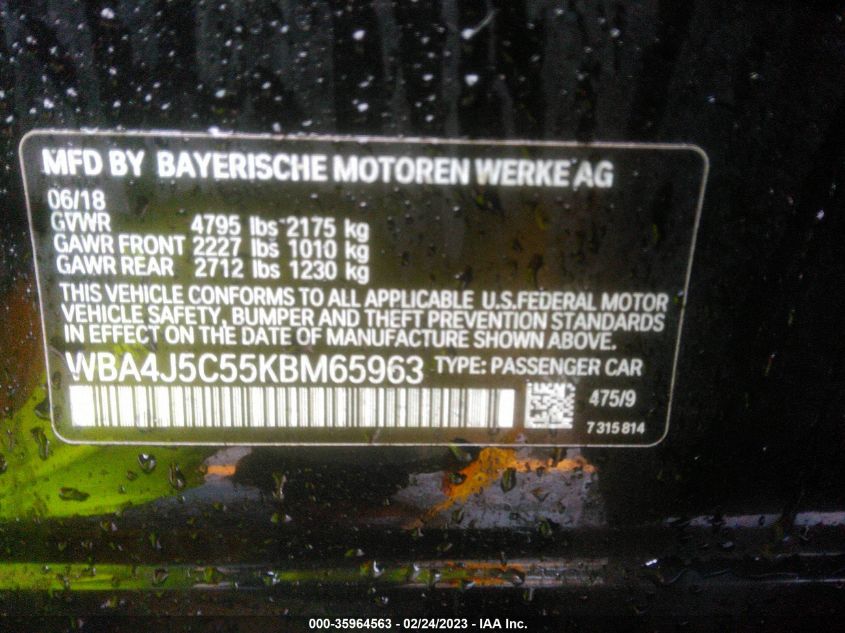 MFD BY BAYERISCHE MOTOREN WERKE AG
06/18
GVWR 4795 lbs 2175 kg
GAWR FRONT 2227 lbs 1010 kg
GAWR REAR 2712 lbs 1230 kg
THIS VEHICLE CONFORMS TO ALL APPLICABLE U.S.FEDERAL MOTOR
VEHICLE SAFETY, BUMPER AND THEFT PREVENTION STANDARDS
IN EFFECT ON THE DATE OF MANUFACTURE SHOWN ABOVE.
WBA4J5C55KBM65963 TYPE: PASSENGER CAR
475/9
7 315 814
000-35964563 - 02/24/2023 - IAA Inc.